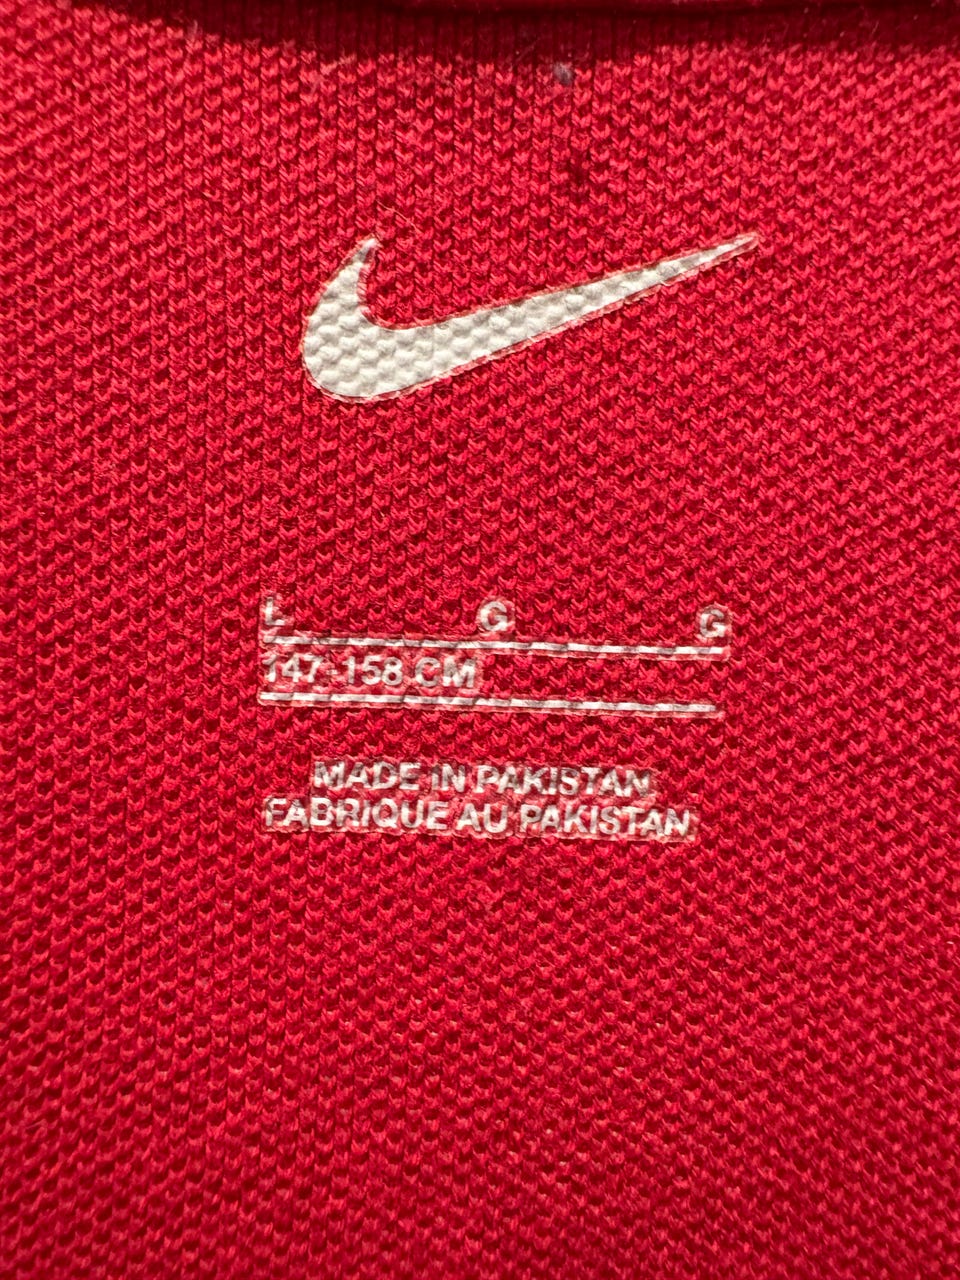 L G G
147-158 CM
MADE IN PAKISTAN
FABRIQUE AU PAKISTAN